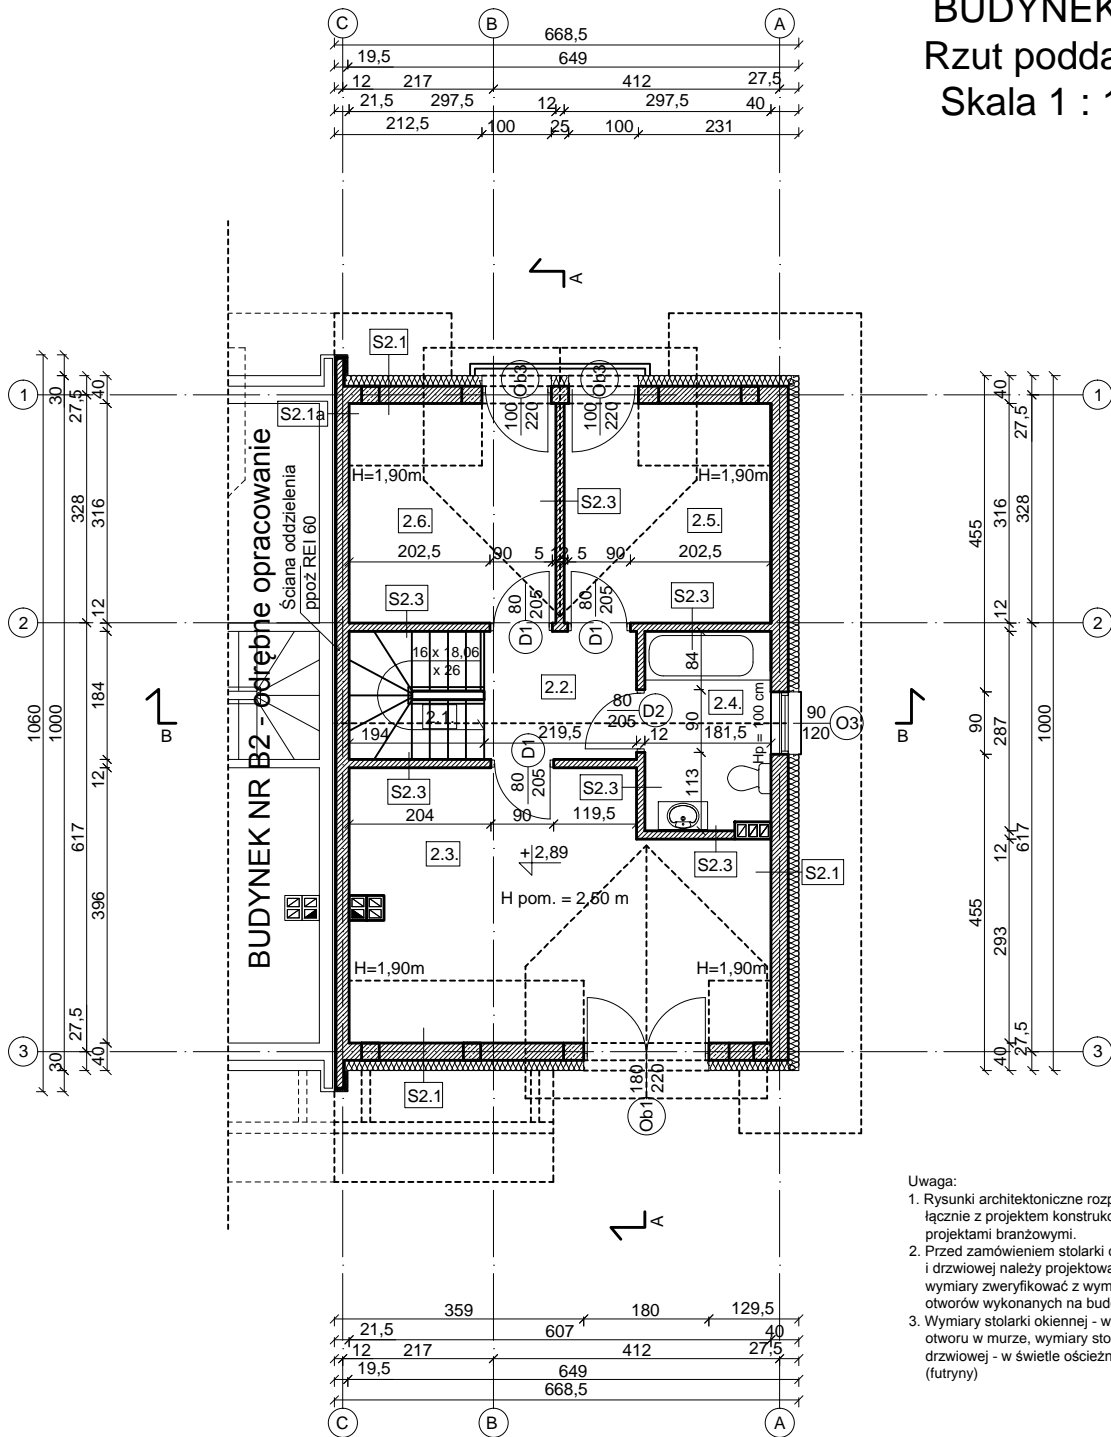 BUDYNEK
Rzut podda
Skala 1 : 1
C
B
A
668,5
19,5
649
12
217
412
27,5
21,5
297,5
12
297,5
40
212,5
100
25
100
231
A
S2.1
Ob3
Ob3
100
220
100
220
S2.1a
H=1,90m
H=1,90m
S2.3
2.6.
2.5.
202,5
90
5
5
90
202,5
S2.3
S2.3
80
205
80
205
D1
D1
16 x 18,06
x 26
84
2.2.
2.4.
2.1.
80
205
D2
90
Hp = 100 cm
90
120
O3
194
219,5
12
181,5
D1
80
205
S2.3
S2.3
113
204
90
119,5
2.3.
+2,89
S2.3
S2.1
H pom. = 2,50 m
H=1,90m
H=1,90m
180
220
Ob1
S2.1
BUDYNEK NR B2 - odrębne opracowanie
Ściana oddzielenia
ppoż REI 60
B
B
1
2
3
1
2
3
1060
30
1000
30
27,5
328
617
27,5
40
316
12
184
12
396
40
455
90
455
40
316
12
287
12
293
40
27,5
328
617
27,5
1000
A
Uwaga:
1. Rysunki architektoniczne rozp
łącznie z projektem konstrukc
projektami branżowymi.
2. Przed zamówieniem stolarki o
i drzwiowej należy projektowa
wymiary zweryfikować z wym
otworów wykonanych na bud
3. Wymiary stolarki okiennej - w
otworu w murze, wymiary sto
drzwiowej - w świetle ościeżn
(futryny)
359
180
129,5
21,5
607
40
12
217
412
27,5
19,5
649
668,5
C
B
A